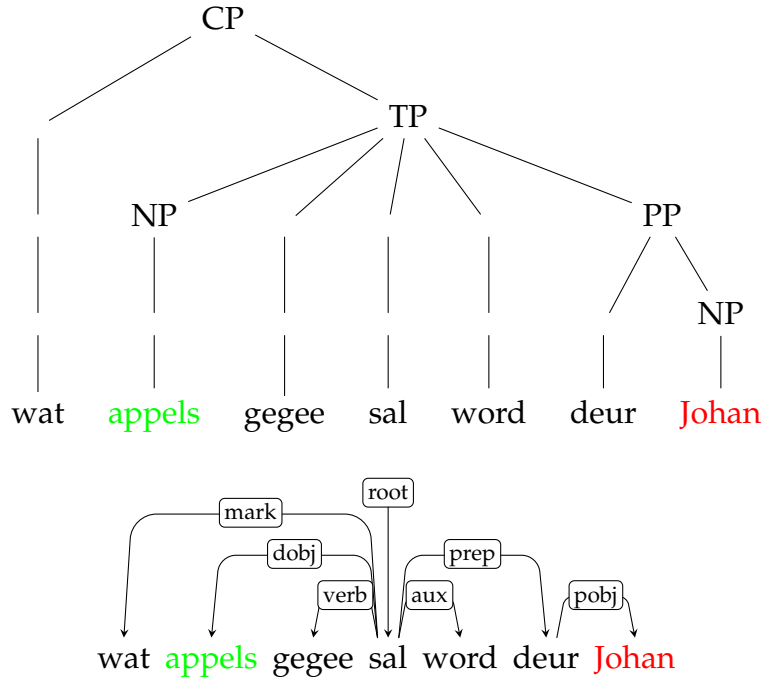 CP
TP
NP PP
NP
wat appels gegee sal word deur Johan
root
mark
dobj prep
verb aux pobj
wat appels gegee sal word deur Johan